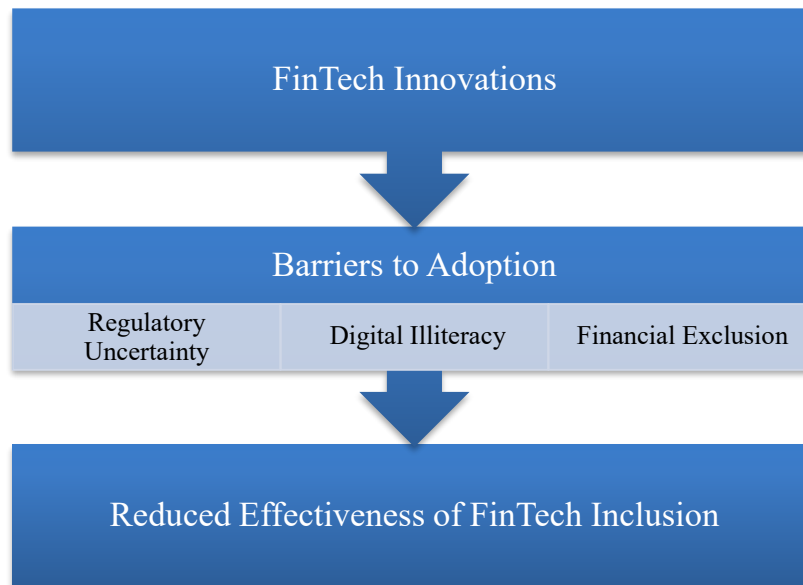 FinTech Innovations
Barriers to Adoption
Regulatory
Uncertainty
Digital Illiteracy
Financial Exclusion
Reduced Effectiveness of FinTech Inclusion